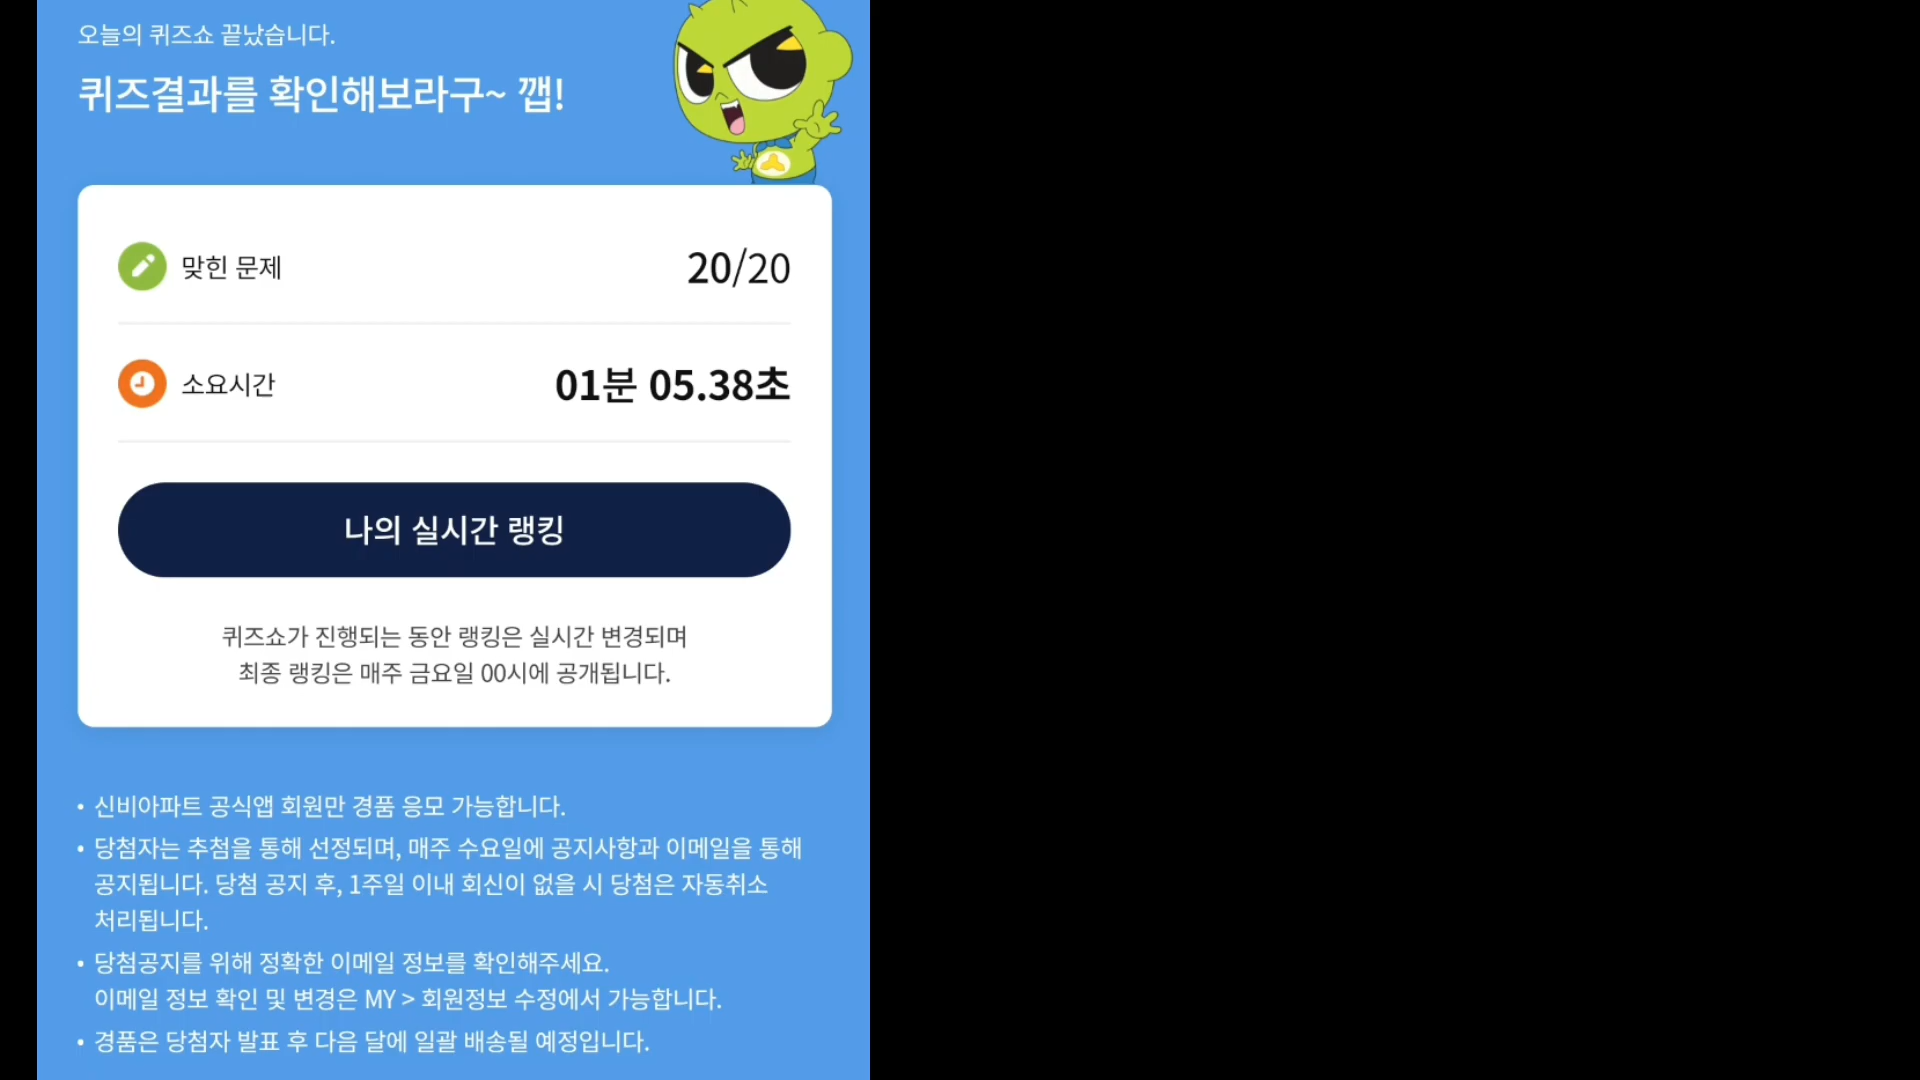 오늘의 퀴즈쇼 끝났습니다.
퀴즈결과를 확인해보라구~ 깹!
맞힌 문제
20/20
소요시간
01분 05.38초
나의 실시간 랭킹
퀴즈쇼가 진행되는 동안 랭킹은 실시간 변경되며
최종 랭킹은 매주 금요일 00시에 공개됩니다.
• 신비아파트 공식앱 회원만 경품 응모 가능합니다.
• 당첨자는 추첨을 통해 선정되며, 매주 수요일에 공지사항과 이메일을 통해
공지됩니다. 당첨 공지 후, 1주일 이내 회신이 없을 시 당첨은 자동취소
처리됩니다.
• 당첨공지를 위해 정확한 이메일 정보를 확인해주세요.
이메일 정보 확인 및 변경은 MY > 회원정보 수정에서 가능합니다.
• 경품은 당첨자 발표 후 다음 달에 일괄 배송될 예정입니다.